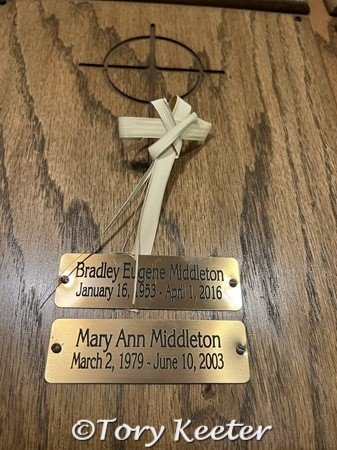 Bradley Eugene Middleton
January 16, 1953 - April 1, 2016
Mary Ann Middleton
March 2, 1979 - June 10, 2003
©Tory Keeter